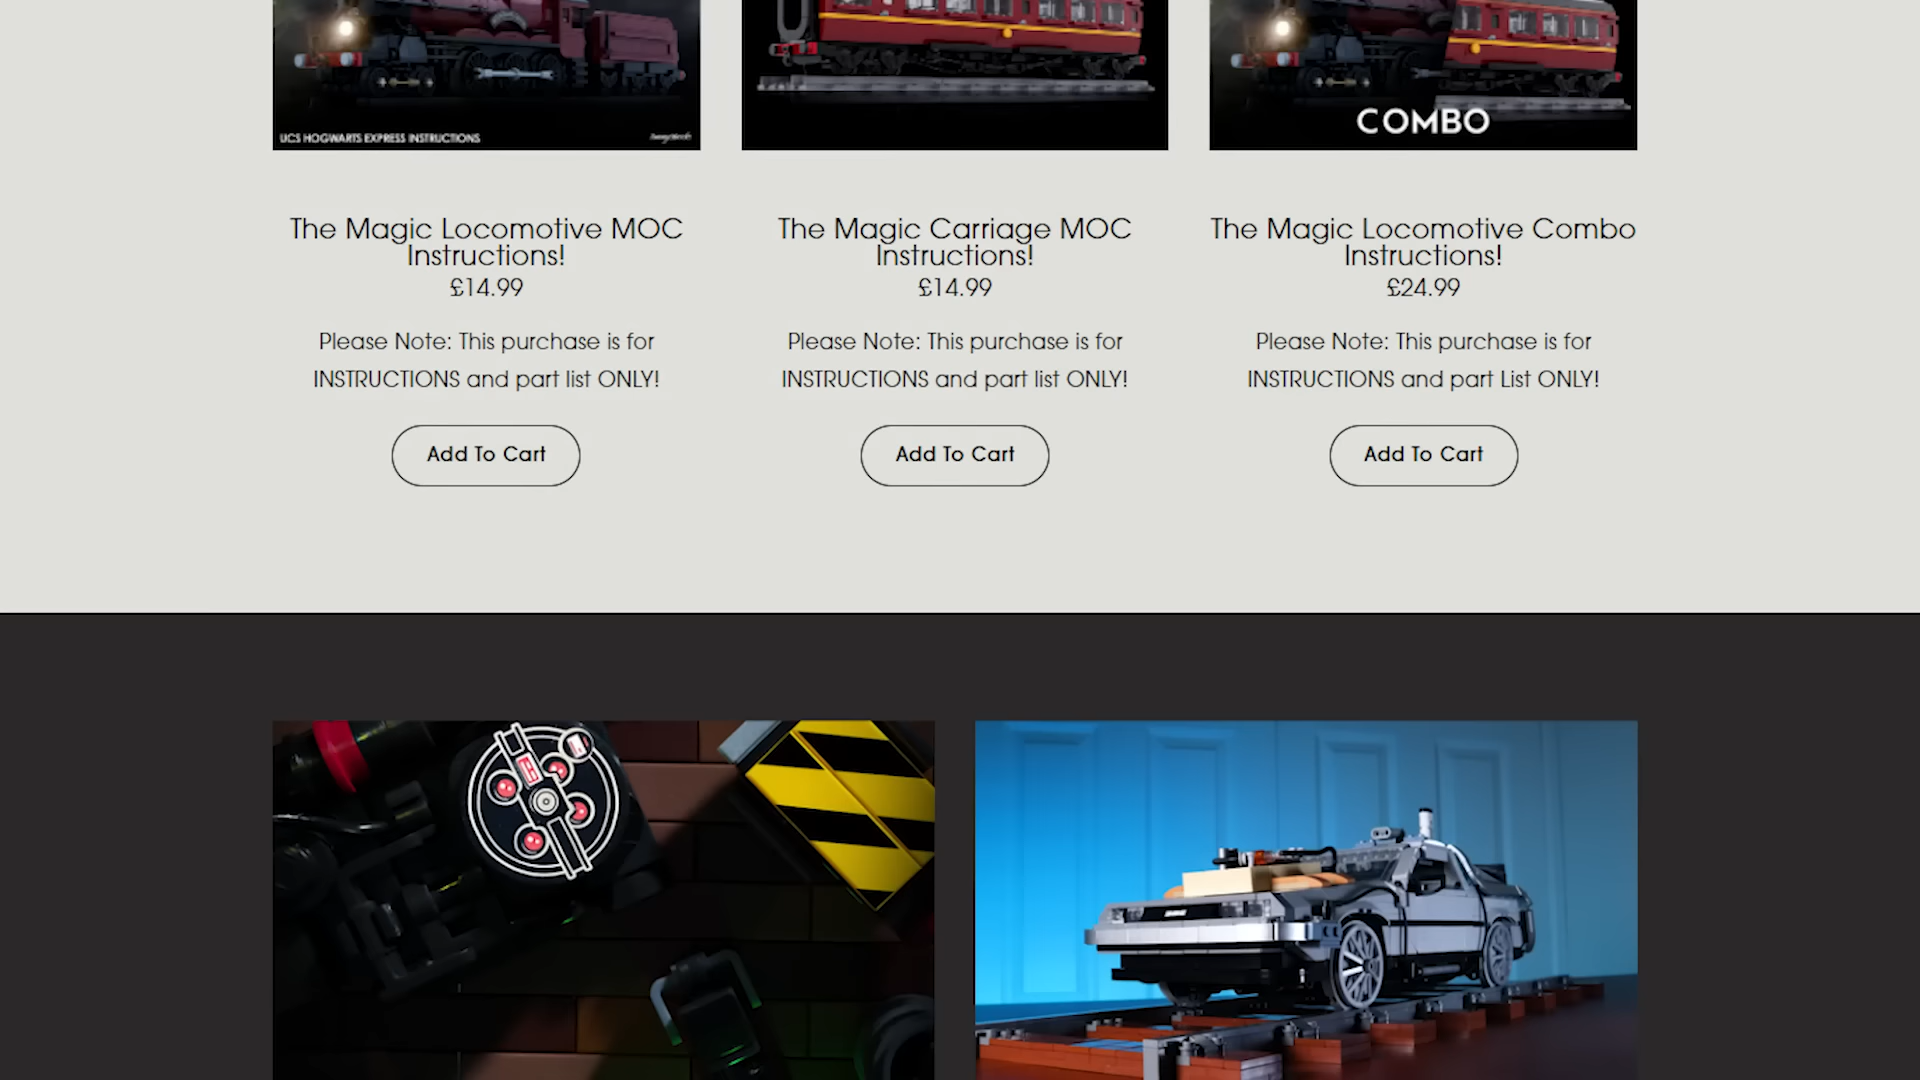 UCS HOGWARTS EXPRESS INSTRUCTIONS
COMBO
The Magic Locomotive MOC
Instructions!
£14.99
Please Note: This purchase is for
INSTRUCTIONS and part list ONLY!
Add To Cart
The Magic Carriage MOC
Instructions!
£14.99
Please Note: This purchase is for
INSTRUCTIONS and part list ONLY!
Add To Cart
The Magic Locomotive Combo
Instructions!
£24.99
Please Note: This purchase is for
INSTRUCTIONS and part List ONLY!
Add To Cart